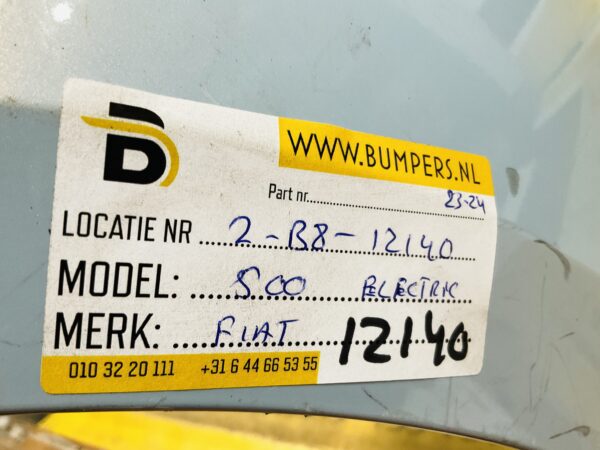 WWW.BUMPERS.NL
Part nr. 23-24
LOCATIE NR 2-B8-12140
MODEL: 500 ELECTRIC
MERK: FIAT 12140
010 32 20 111 +31 6 44 66 53 55